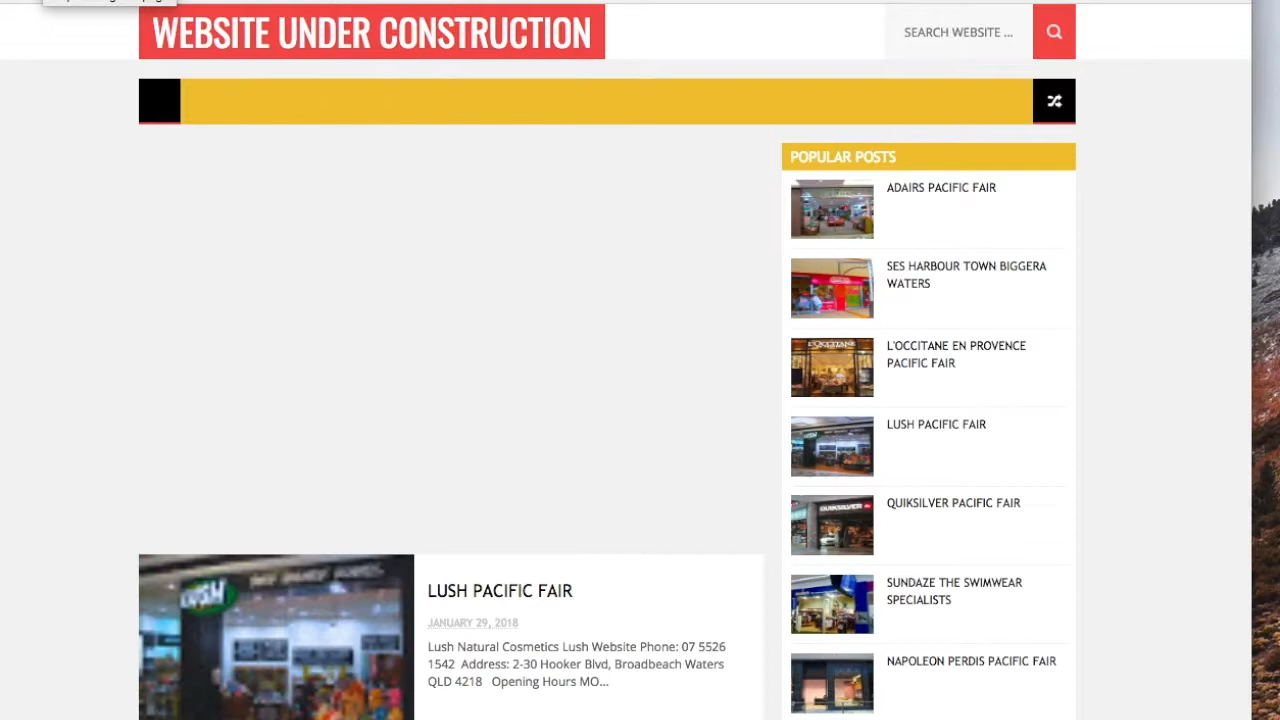 WEBSITE UNDER CONSTRUCTION
SEARCH WEBSITE ...
POPULAR POSTS
ADAIRS PACIFIC FAIR
SES HARBOUR TOWN BIGGERA
WATERS
L'OCCITANE EN PROVENCE
PACIFIC FAIR
L'OCCITANE
LUSH PACIFIC FAIR
QUIKSILVER PACIFIC FAIR
QUIKSILVER
SUNDAZE THE SWIMWEAR
SPECIALISTS
NAPOLEON PERDIS PACIFIC FAIR
LUSH
LUSH PACIFIC FAIR
JANUARY 29, 2018
Lush Natural Cosmetics Lush Website Phone: 07 5526
1542 Address: 2-30 Hooker Blvd, Broadbeach Waters
QLD 4218 Opening Hours MO...